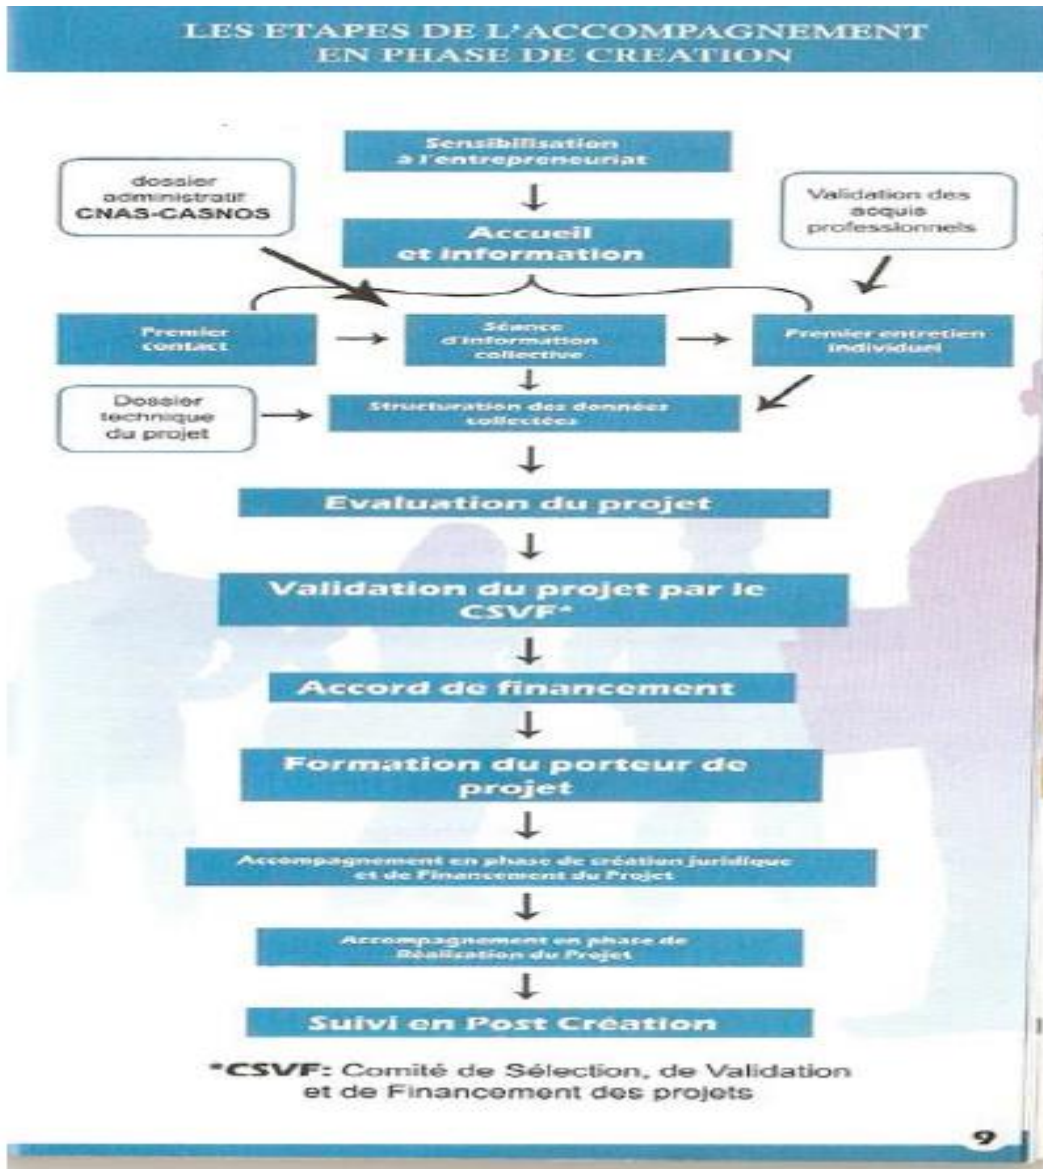 LES ETAPES DE L'ACCOMPAGNEMENT
EN PHASE DE CREATION
Sensibilisation
à l'entrepreneuriat
dossier
administratif
CNAS-CASNOS
Validation des
acquis
professionnels
Accueil
et information
Premier
contact
Séance
d'information
collective
Premier entretien
individuel
Dossier
technique
du projet
Structuration des données
collectées
Evaluation du projet
Validation du projet par le
CSVF*
Accord de financement
Formation du porteur de
projet
Accompagnement en phase de création juridique
et de Financement du Projet
Accompagnement en phase de
Réalisation du Projet
Suivi en Post Création
*CSVF: Comité de Sélection, de Validation
et de Financement des projets
9